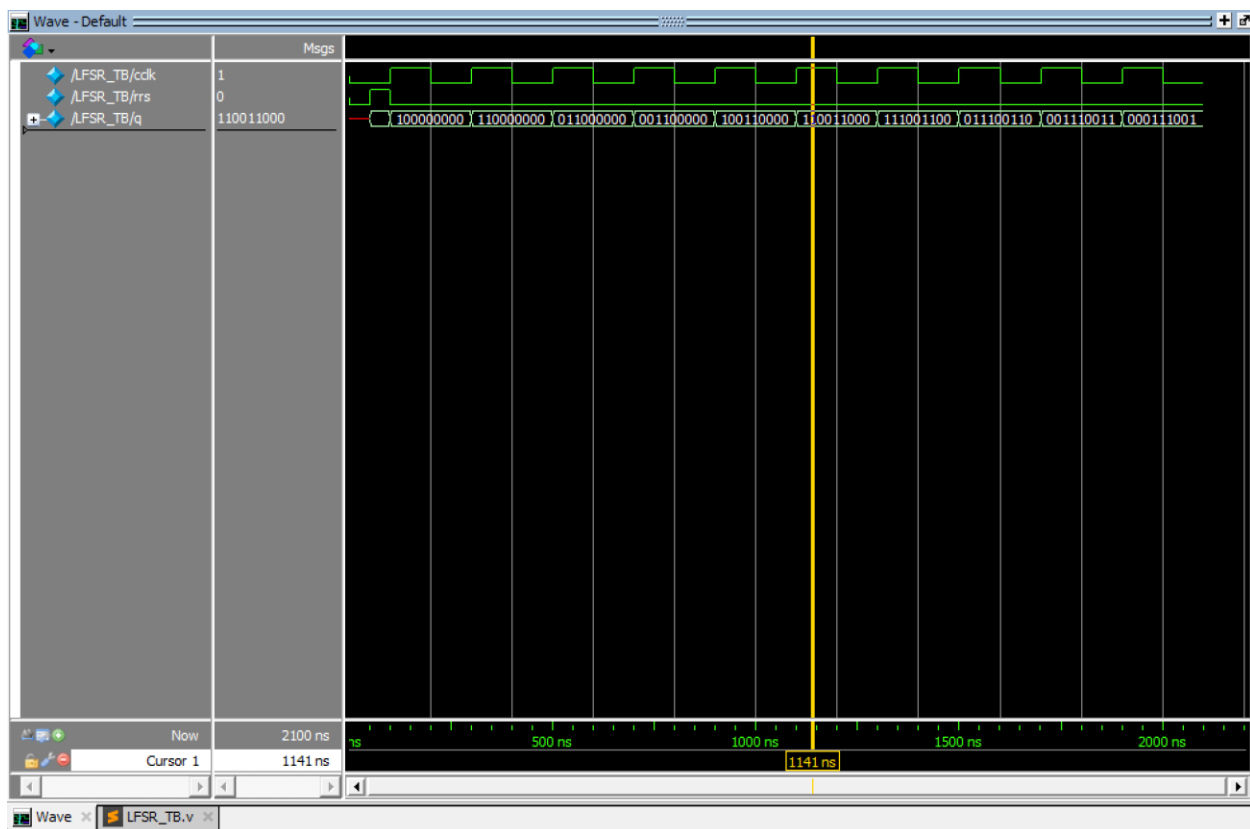 Wave - Default
Msgs
/LFSR_TB/cclk 1
/LFSR_TB/rrs 0
/LFSR_TB/q 110011000 100000000 110000000 011000000 001100000 100110000 110011000 111001100 011100110 001110011 000111001
Now 2100 ns ns 500 ns 1000 ns 1500 ns 2000 ns
Cursor 1 1141 ns 1141 ns
Wave LFSR_TB.v